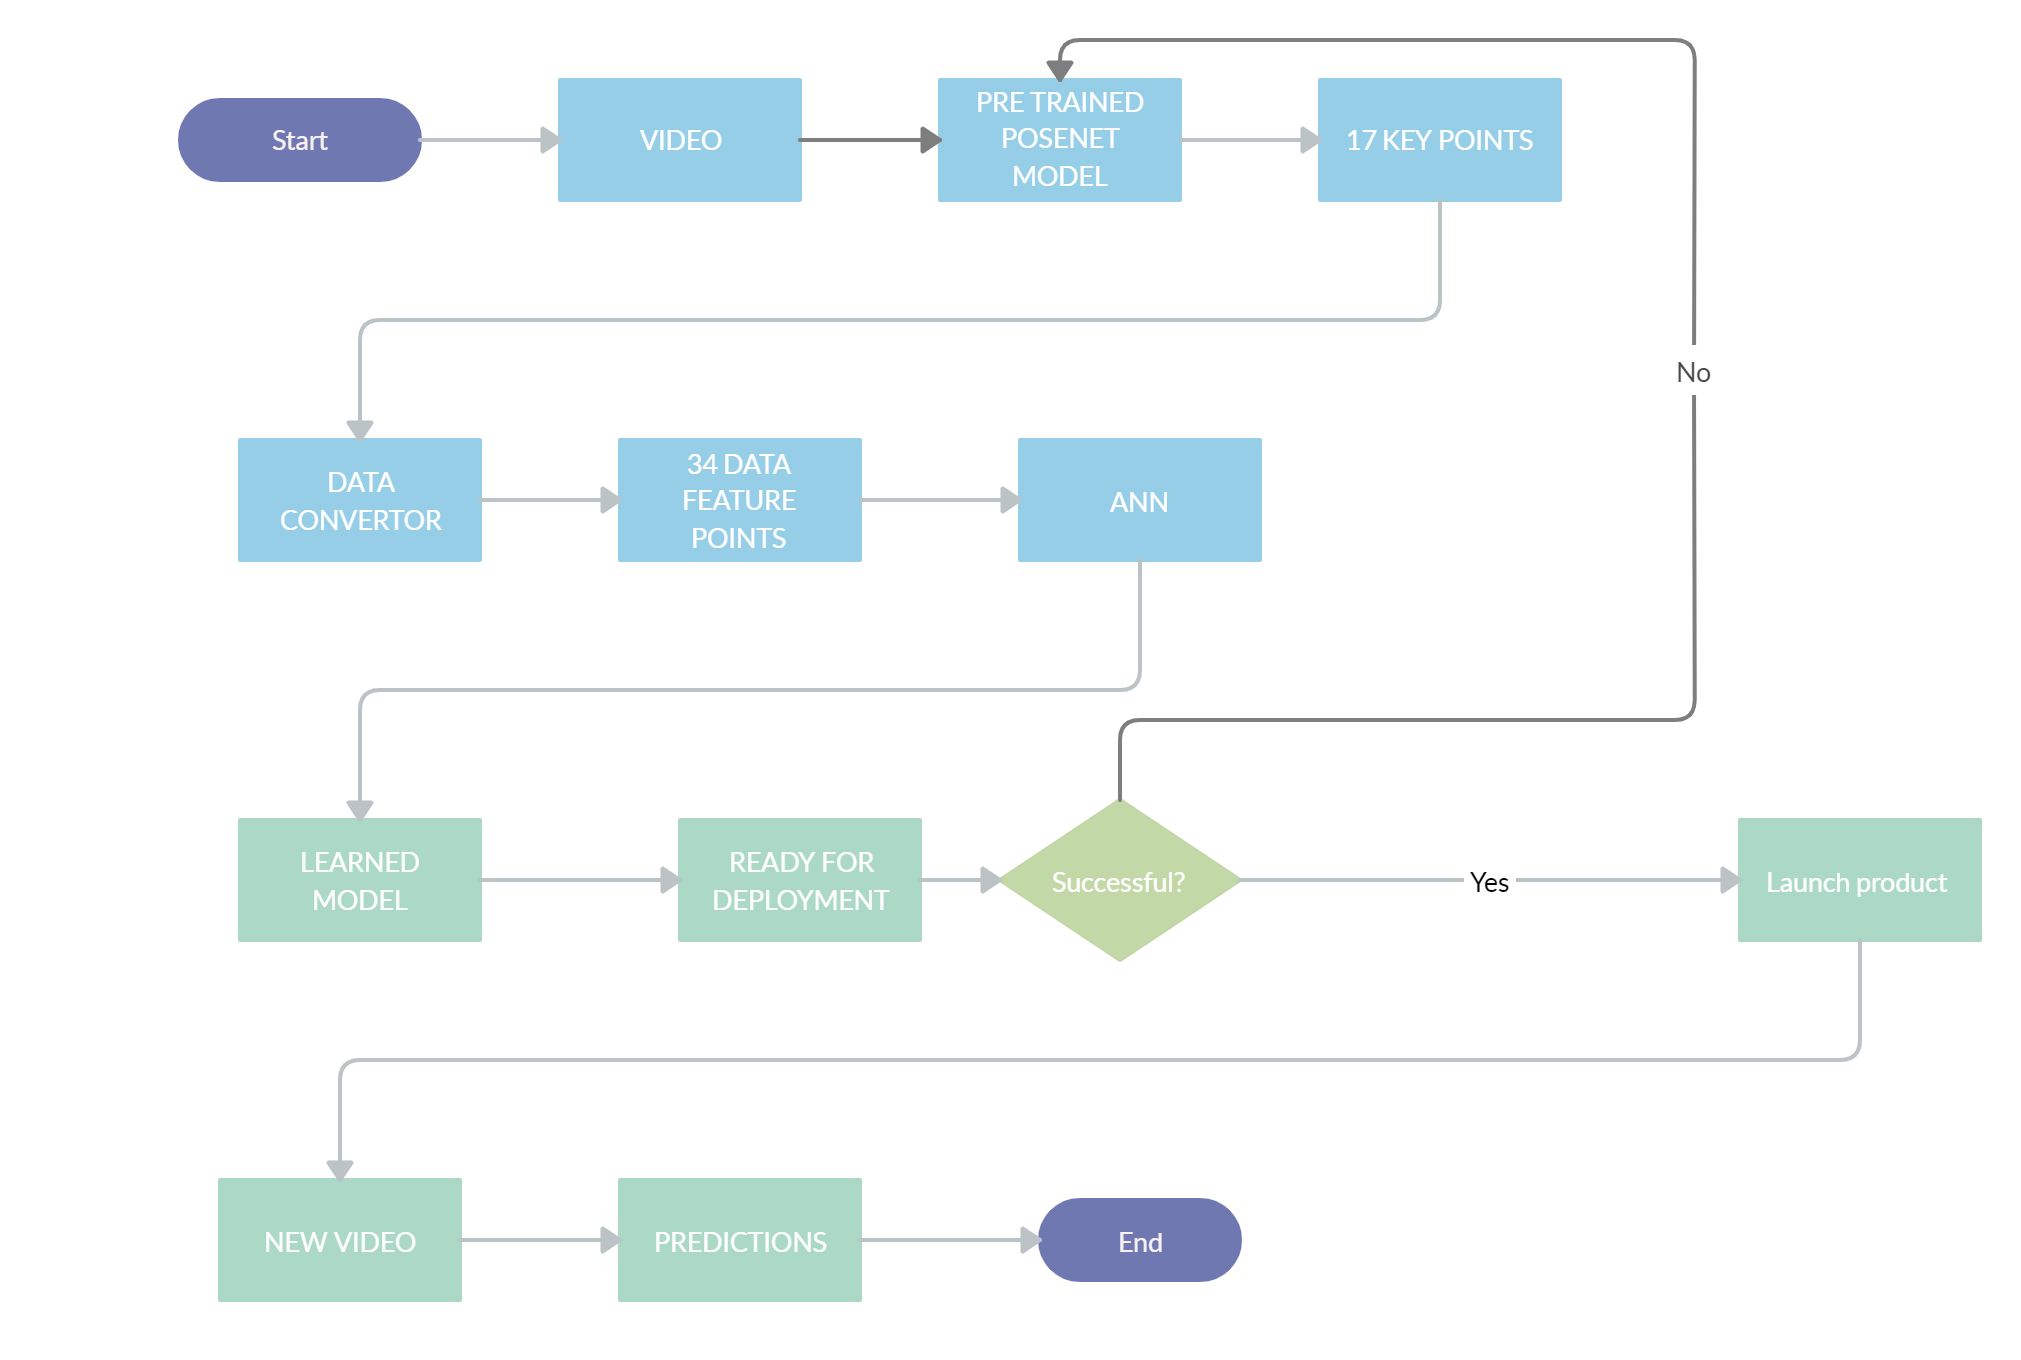 Start
VIDEO
PRE TRAINED
POSENET
MODEL
17 KEY POINTS
No
DATA
CONVERTOR
34 DATA
FEATURE
POINTS
ANN
LEARNED
MODEL
READY FOR
DEPLOYMENT
Successful?
Yes
Launch product
NEW VIDEO
PREDICTIONS
End